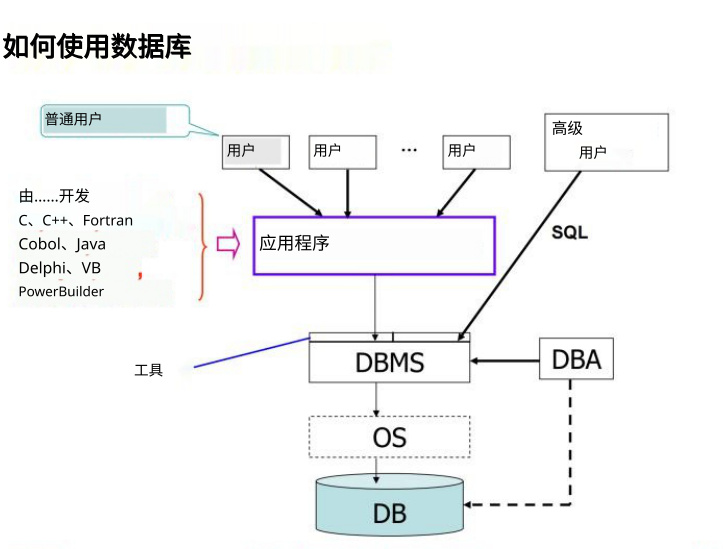 如何使用数据库
普通用户
用户
用户
...
用户
高级
用户
由......开发
C、C++、Fortran
Cobol、Java
Delphi、VB
,
PowerBuilder
应用程序
SQL
工具
DBMS
DBA
OS
DB